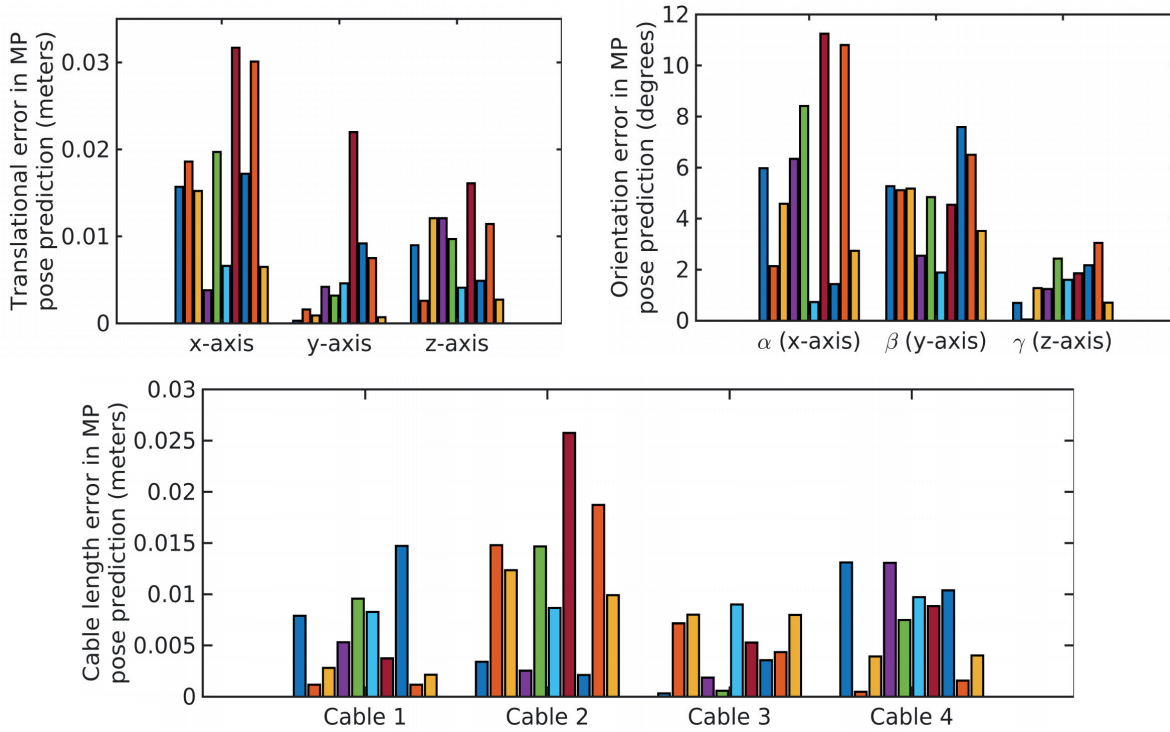 Translational error in MP
pose prediction (meters)
0.03
0.02
0.01
0
x-axis
y-axis
z-axis
Orientation error in MP
pose prediction (degrees)
12
10
8
6
4
2
0
α (x-axis)
β (y-axis)
γ (z-axis)
Cable length error in MP
pose prediction (meters)
0.03
0.025
0.02
0.015
0.01
0.005
0
Cable 1
Cable 2
Cable 3
Cable 4